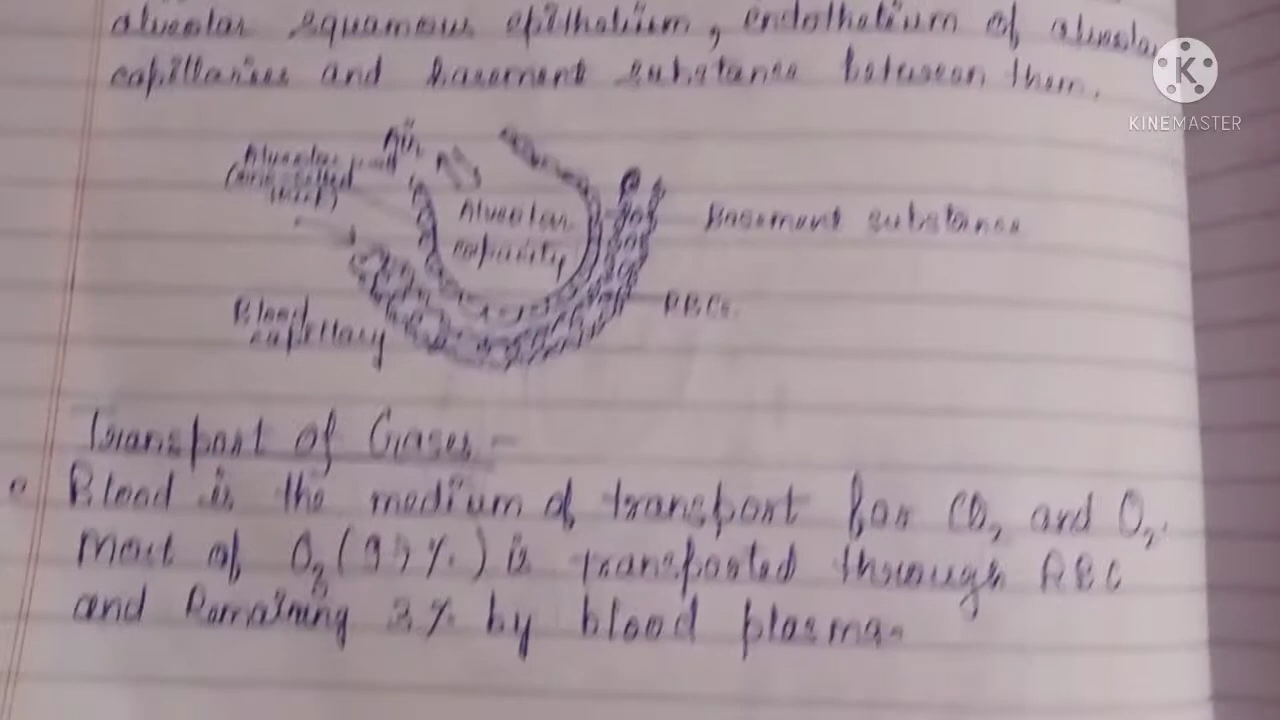 alveolar squamous epithelium, endothelium of alveolar
capillaries and basement substance between them.
KINEMASTER
Air
Alveolar wall
Alveolar
capacity
Basement substance
RBCs.
Blood
capillary
Transport of Gases -
Blood is the medium of transport for CO₂ and O₂.
Most of O₂ (97%) is transported through RBC
and Remaining 3% by blood plasma.